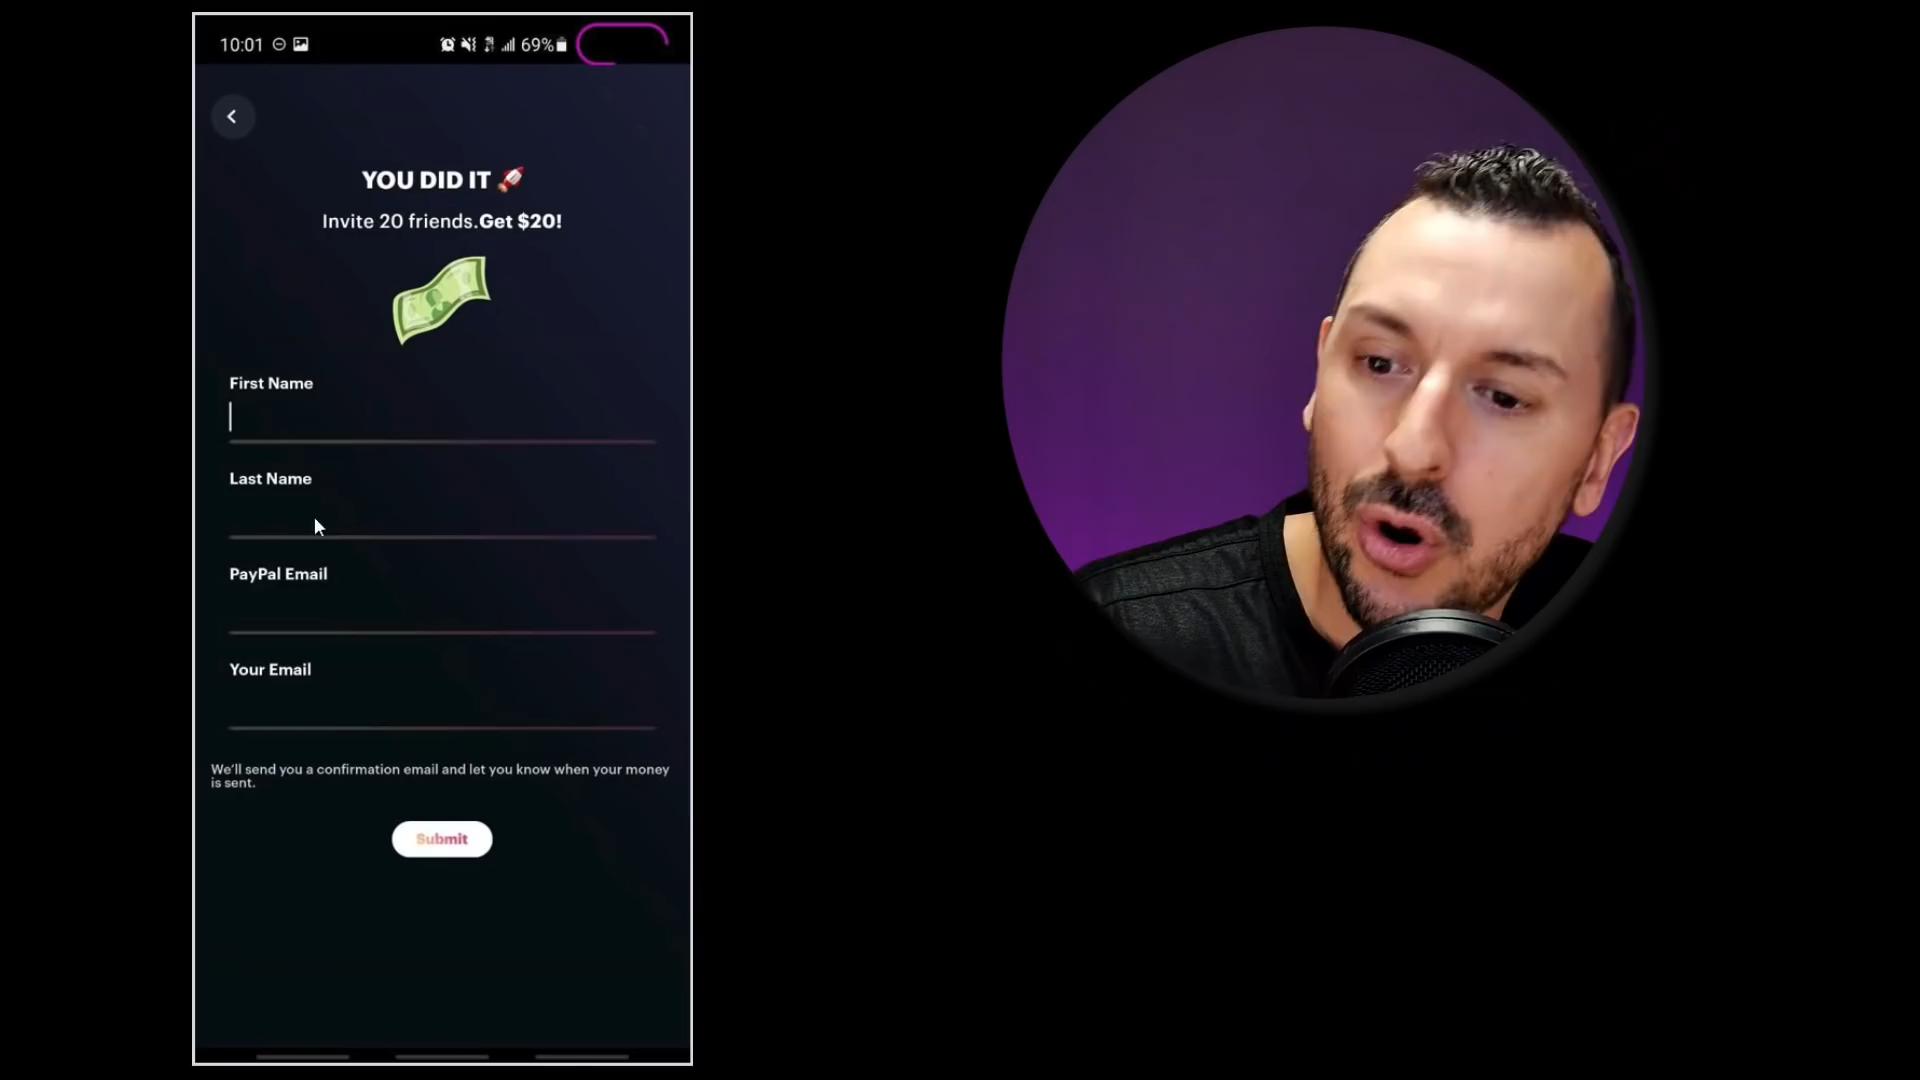 10:01
69%
YOU DID IT 🚀
Invite 20 friends.Get $20!
First Name
Last Name
PayPal Email
Your Email
We'll send you a confirmation email and let you know when your money
is sent.
Submit